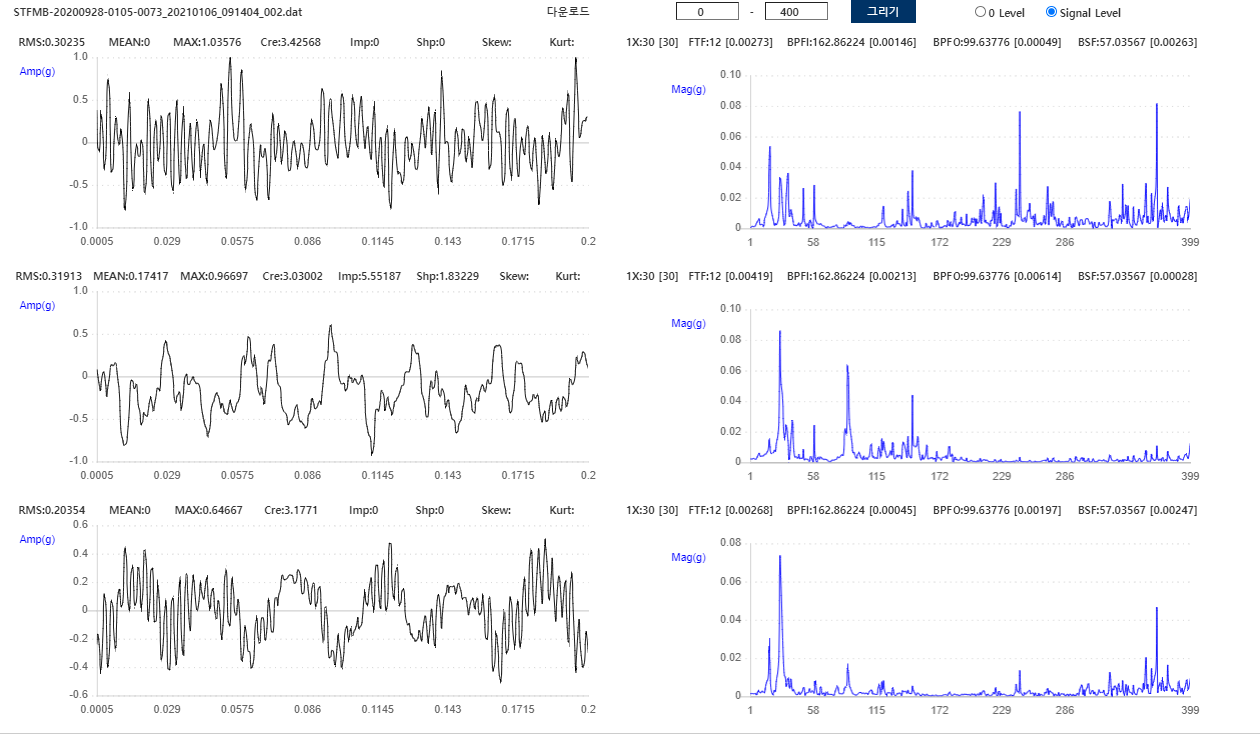 STFMB-20200928-0105-0073_20210106_091404_002.dat 다운로드
0 - 400 그리기 0 Level Signal Level
RMS:0.30235 MEAN:0 MAX:1.03576 Cre:3.42568 Imp:0 Shp:0 Skew: Kurt:
Amp(g)
1.0
0.5
0
-0.5
-1.0
0.0005 0.029 0.0575 0.086 0.1145 0.143 0.1715 0.2
1X:30 [30] FTF:12 [0.00273] BPFI:162.86224 [0.00146] BPFO:99.63776 [0.00049] BSF:57.03567 [0.00263]
Mag(g)
0.10
0.08
0.06
0.04
0.02
0
1 58 115 172 229 286 399
RMS:0.31913 MEAN:0.17417 MAX:0.96697 Cre:3.03002 Imp:5.55187 Shp:1.83229 Skew: Kurt:
Amp(g)
1.0
0.5
0
-0.5
-1.0
0.0005 0.029 0.0575 0.086 0.1145 0.143 0.1715 0.2
1X:30 [30] FTF:12 [0.00419] BPFI:162.86224 [0.00213] BPFO:99.63776 [0.00614] BSF:57.03567 [0.00028]
Mag(g)
0.10
0.08
0.06
0.04
0.02
0
1 58 115 172 229 286 399
RMS:0.20354 MEAN:0 MAX:0.64667 Cre:3.1771 Imp:0 Shp:0 Skew: Kurt:
Amp(g)
0.6
0.4
0.2
0
-0.2
-0.4
-0.6
0.0005 0.029 0.0575 0.086 0.1145 0.143 0.1715 0.2
1X:30 [30] FTF:12 [0.00268] BPFI:162.86224 [0.00045] BPFO:99.63776 [0.00197] BSF:57.03567 [0.00247]
Mag(g)
0.08
0.06
0.04
0.02
0
1 58 115 172 229 286 399